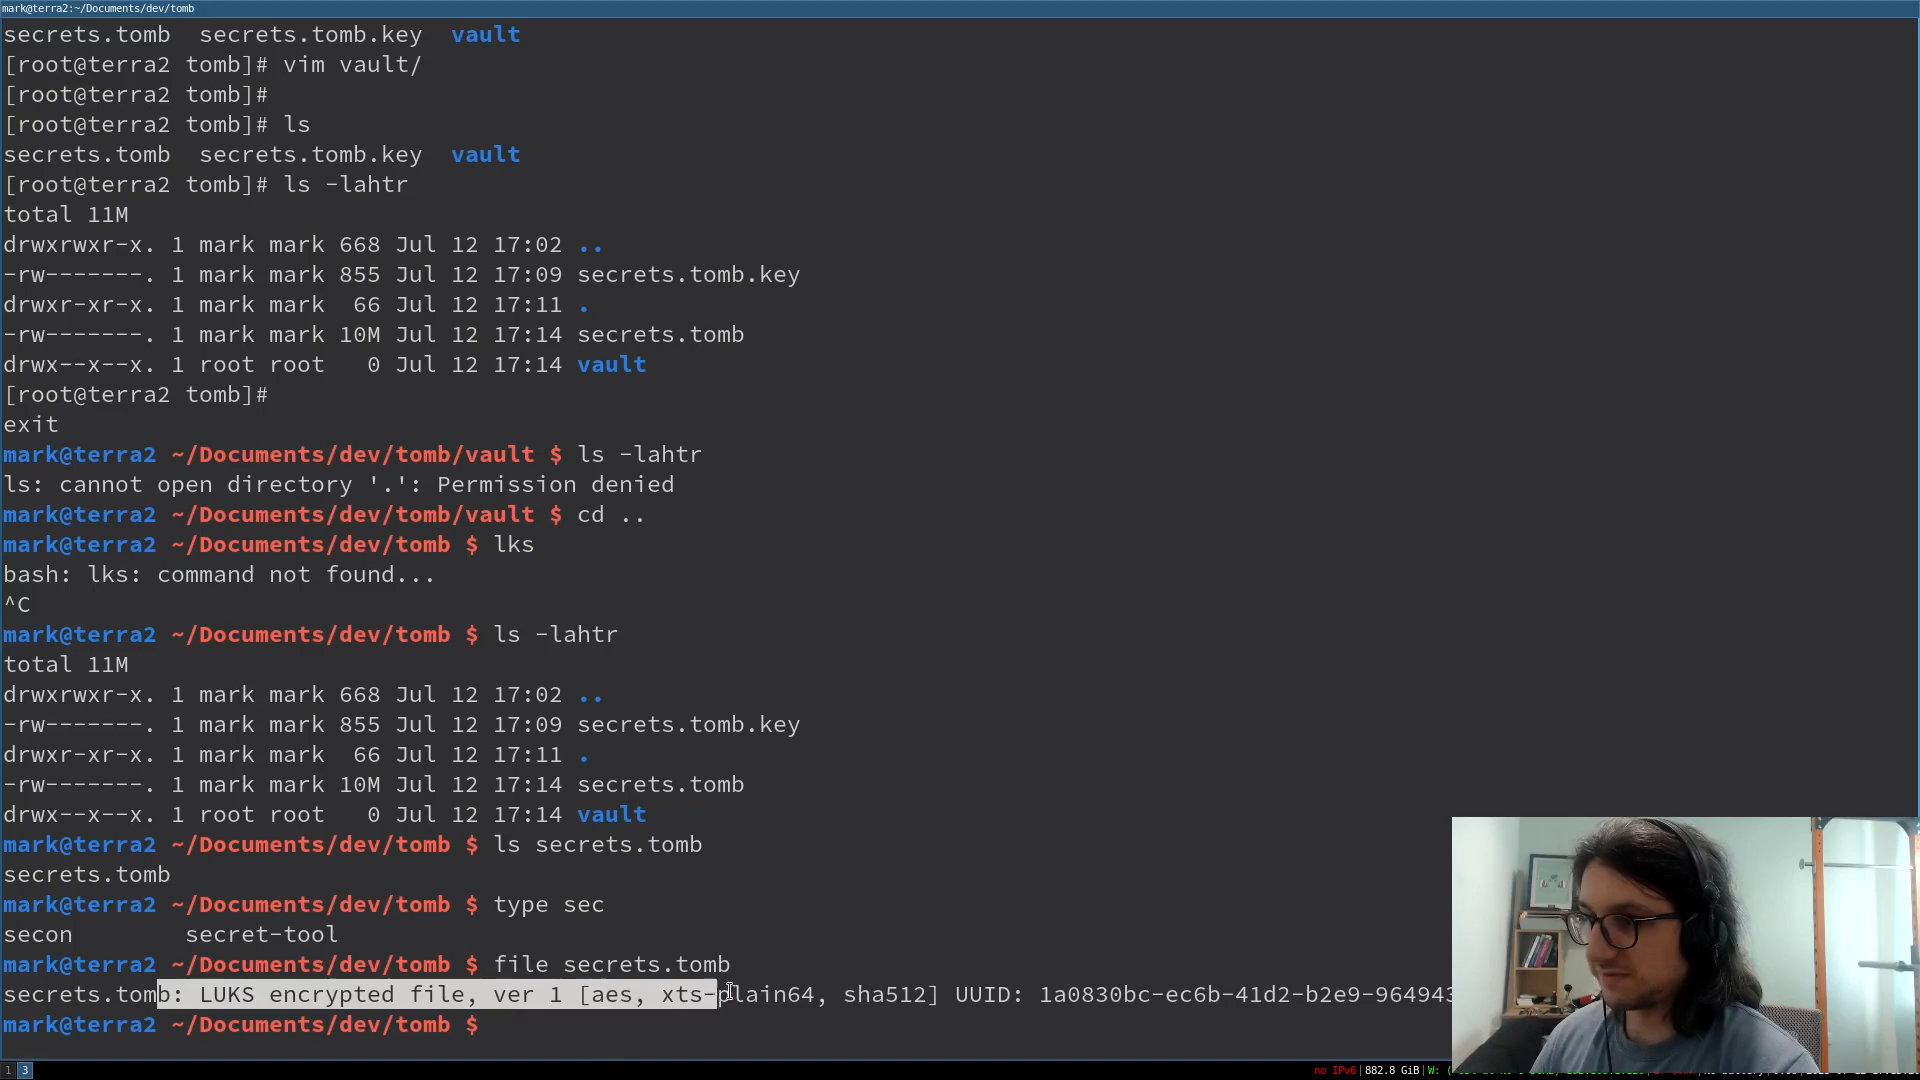 mark@terra2:~/Documents/dev/tomb
secrets.tomb  secrets.tomb.key  vault
[root@terra2 tomb]# vim vault/
[root@terra2 tomb]#
[root@terra2 tomb]# ls
secrets.tomb  secrets.tomb.key  vault
[root@terra2 tomb]# ls -lahtr
total 11M
drwxrwxr-x. 1 mark mark 668 Jul 12 17:02 ..
-rw-------. 1 mark mark 855 Jul 12 17:09 secrets.tomb.key
drwxr-xr-x. 1 mark mark  66 Jul 12 17:11 .
-rw-------. 1 mark mark 10M Jul 12 17:14 secrets.tomb
drwx--x--x. 1 root root   0 Jul 12 17:14 vault
[root@terra2 tomb]#
exit
mark@terra2 ~/Documents/dev/tomb/vault $ ls -lahtr
ls: cannot open directory '.': Permission denied
mark@terra2 ~/Documents/dev/tomb/vault $ cd ..
mark@terra2 ~/Documents/dev/tomb $ lks
bash: lks: command not found...
^C
mark@terra2 ~/Documents/dev/tomb $ ls -lahtr
total 11M
drwxrwxr-x. 1 mark mark 668 Jul 12 17:02 ..
-rw-------. 1 mark mark 855 Jul 12 17:09 secrets.tomb.key
drwxr-xr-x. 1 mark mark  66 Jul 12 17:11 .
-rw-------. 1 mark mark 10M Jul 12 17:14 secrets.tomb
drwx--x--x. 1 root root   0 Jul 12 17:14 vault
mark@terra2 ~/Documents/dev/tomb $ ls secrets.tomb
secrets.tomb
mark@terra2 ~/Documents/dev/tomb $ type sec
secon        secret-tool
mark@terra2 ~/Documents/dev/tomb $ file secrets.tomb
secrets.tomb: LUKS encrypted file, ver 1 [aes, xts-plain64, sha512] UUID: 1a0830bc-ec6b-41d2-b2e9-964943
mark@terra2 ~/Documents/dev/tomb $
1 3
no IPv6|882.8 GiB|W: (